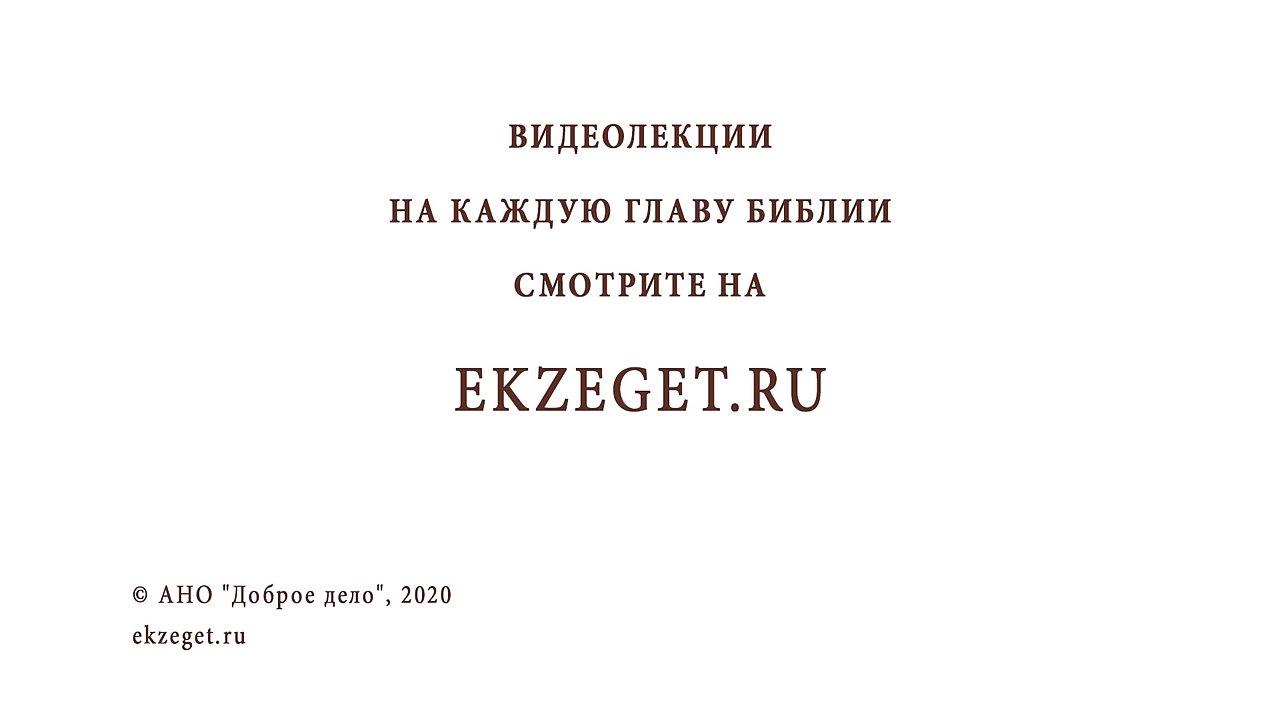 ВИДЕОЛЕКЦИИ
НА КАЖДУЮ ГЛАВУ БИБЛИИ
СМОТРИТЕ НА
EKZEGET.RU
© АНО "Доброе дело", 2020
ekzeget.ru